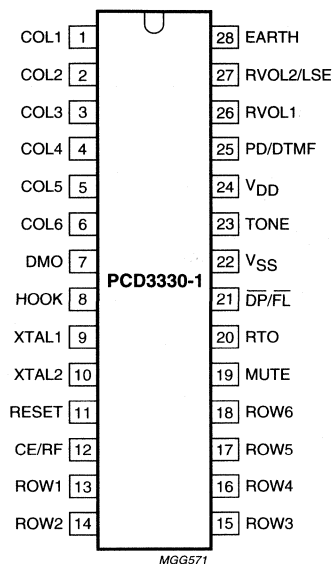 COL1 1 28 EARTH
COL2 2 27 RVOL2/LSE
COL3 3 26 RVOL1
COL4 4 25 PD/DTMF
COL5 5 24 VDD
COL6 6 23 TONE
DMO 7 22 VSS
PCD3330-1
HOOK 8 21 DP/FL
XTAL1 9 20 RTO
XTAL2 10 19 MUTE
RESET 11 18 ROW6
CE/RF 12 17 ROW5
ROW1 13 16 ROW4
ROW2 14 15 ROW3
MGG571